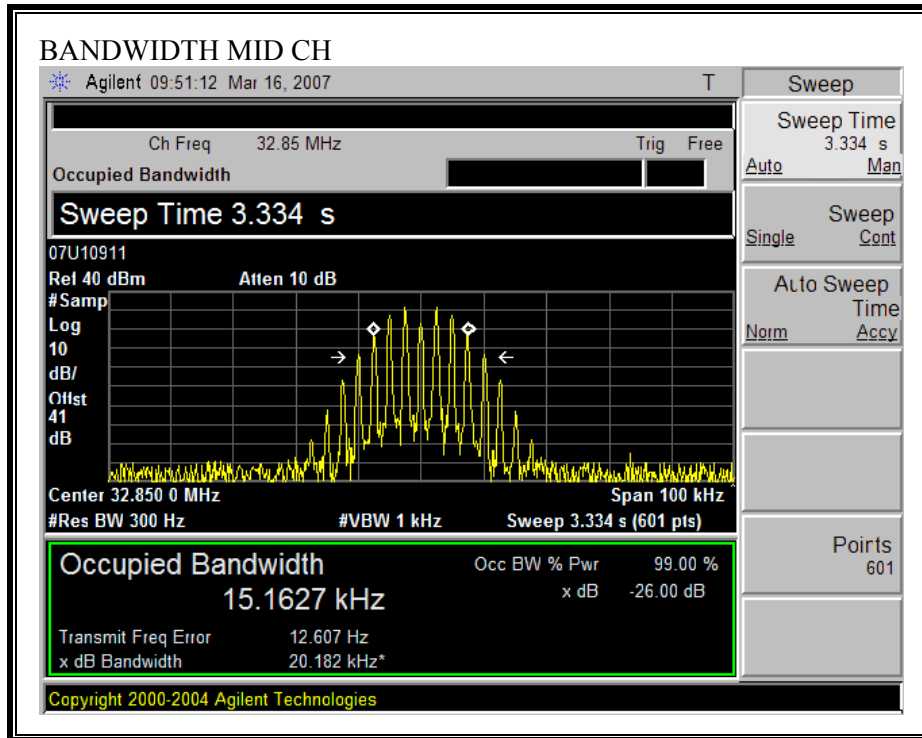 BANDWIDTH MID CH
Agilent 09:51:12 Mar 16, 2007 T
Ch Freq 32.85 MHz Trig Free
Occupied Bandwidth
Sweep Time 3.334 s
07U10911
Ref 40 dBm Atten 10 dB
#Samp
Log
10
dB/
Offst
41
dB
Center 32.850 0 MHz Span 100 kHz
#Res BW 300 Hz #VBW 1 kHz Sweep 3.334 s (601 pts)
Occupied Bandwidth Occ BW % Pwr 99.00 %
15.1627 kHz x dB -26.00 dB
Transmit Freq Error 12.607 Hz
x dB Bandwidth 20.182 kHz*
Copyright 2000-2004 Agilent Technologies
Sweep
Sweep Time
3.334 s
Auto Man
Sweep
Single Cont
Auto Sweep
Time
Norm Accy
Points
601